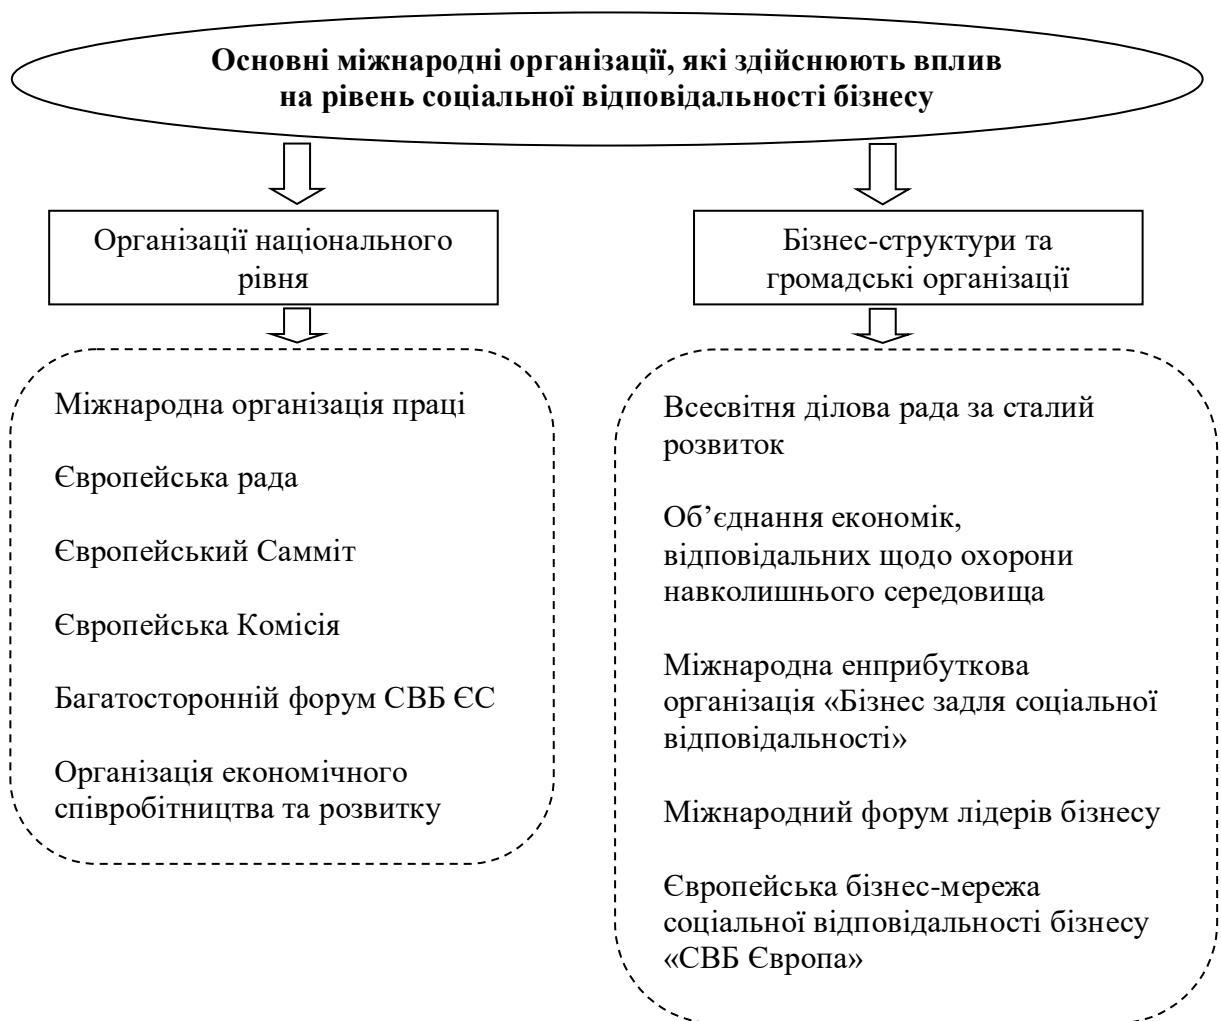 Основні міжнародні організації, які здійснюють вплив
на рівень соціальної відповідальності бізнесу
Організації національного
рівня
Міжнародна організація праці
Європейська рада
Європейський Самміт
Європейська Комісія
Багатосторонній форум СВБ ЄС
Організація економічного
співробітництва та розвитку
Бізнес-структури та
громадські організації
Всесвітня ділова рада за сталий
розвиток
Об’єднання економік,
відповідальних щодо охорони
навколишнього середовища
Міжнародна енприбуткова
організація «Бізнес задля соціальної
відповідальності»
Міжнародний форум лідерів бізнесу
Європейська бізнес-мережа
соціальної відповідальності бізнесу
«СВБ Європа»